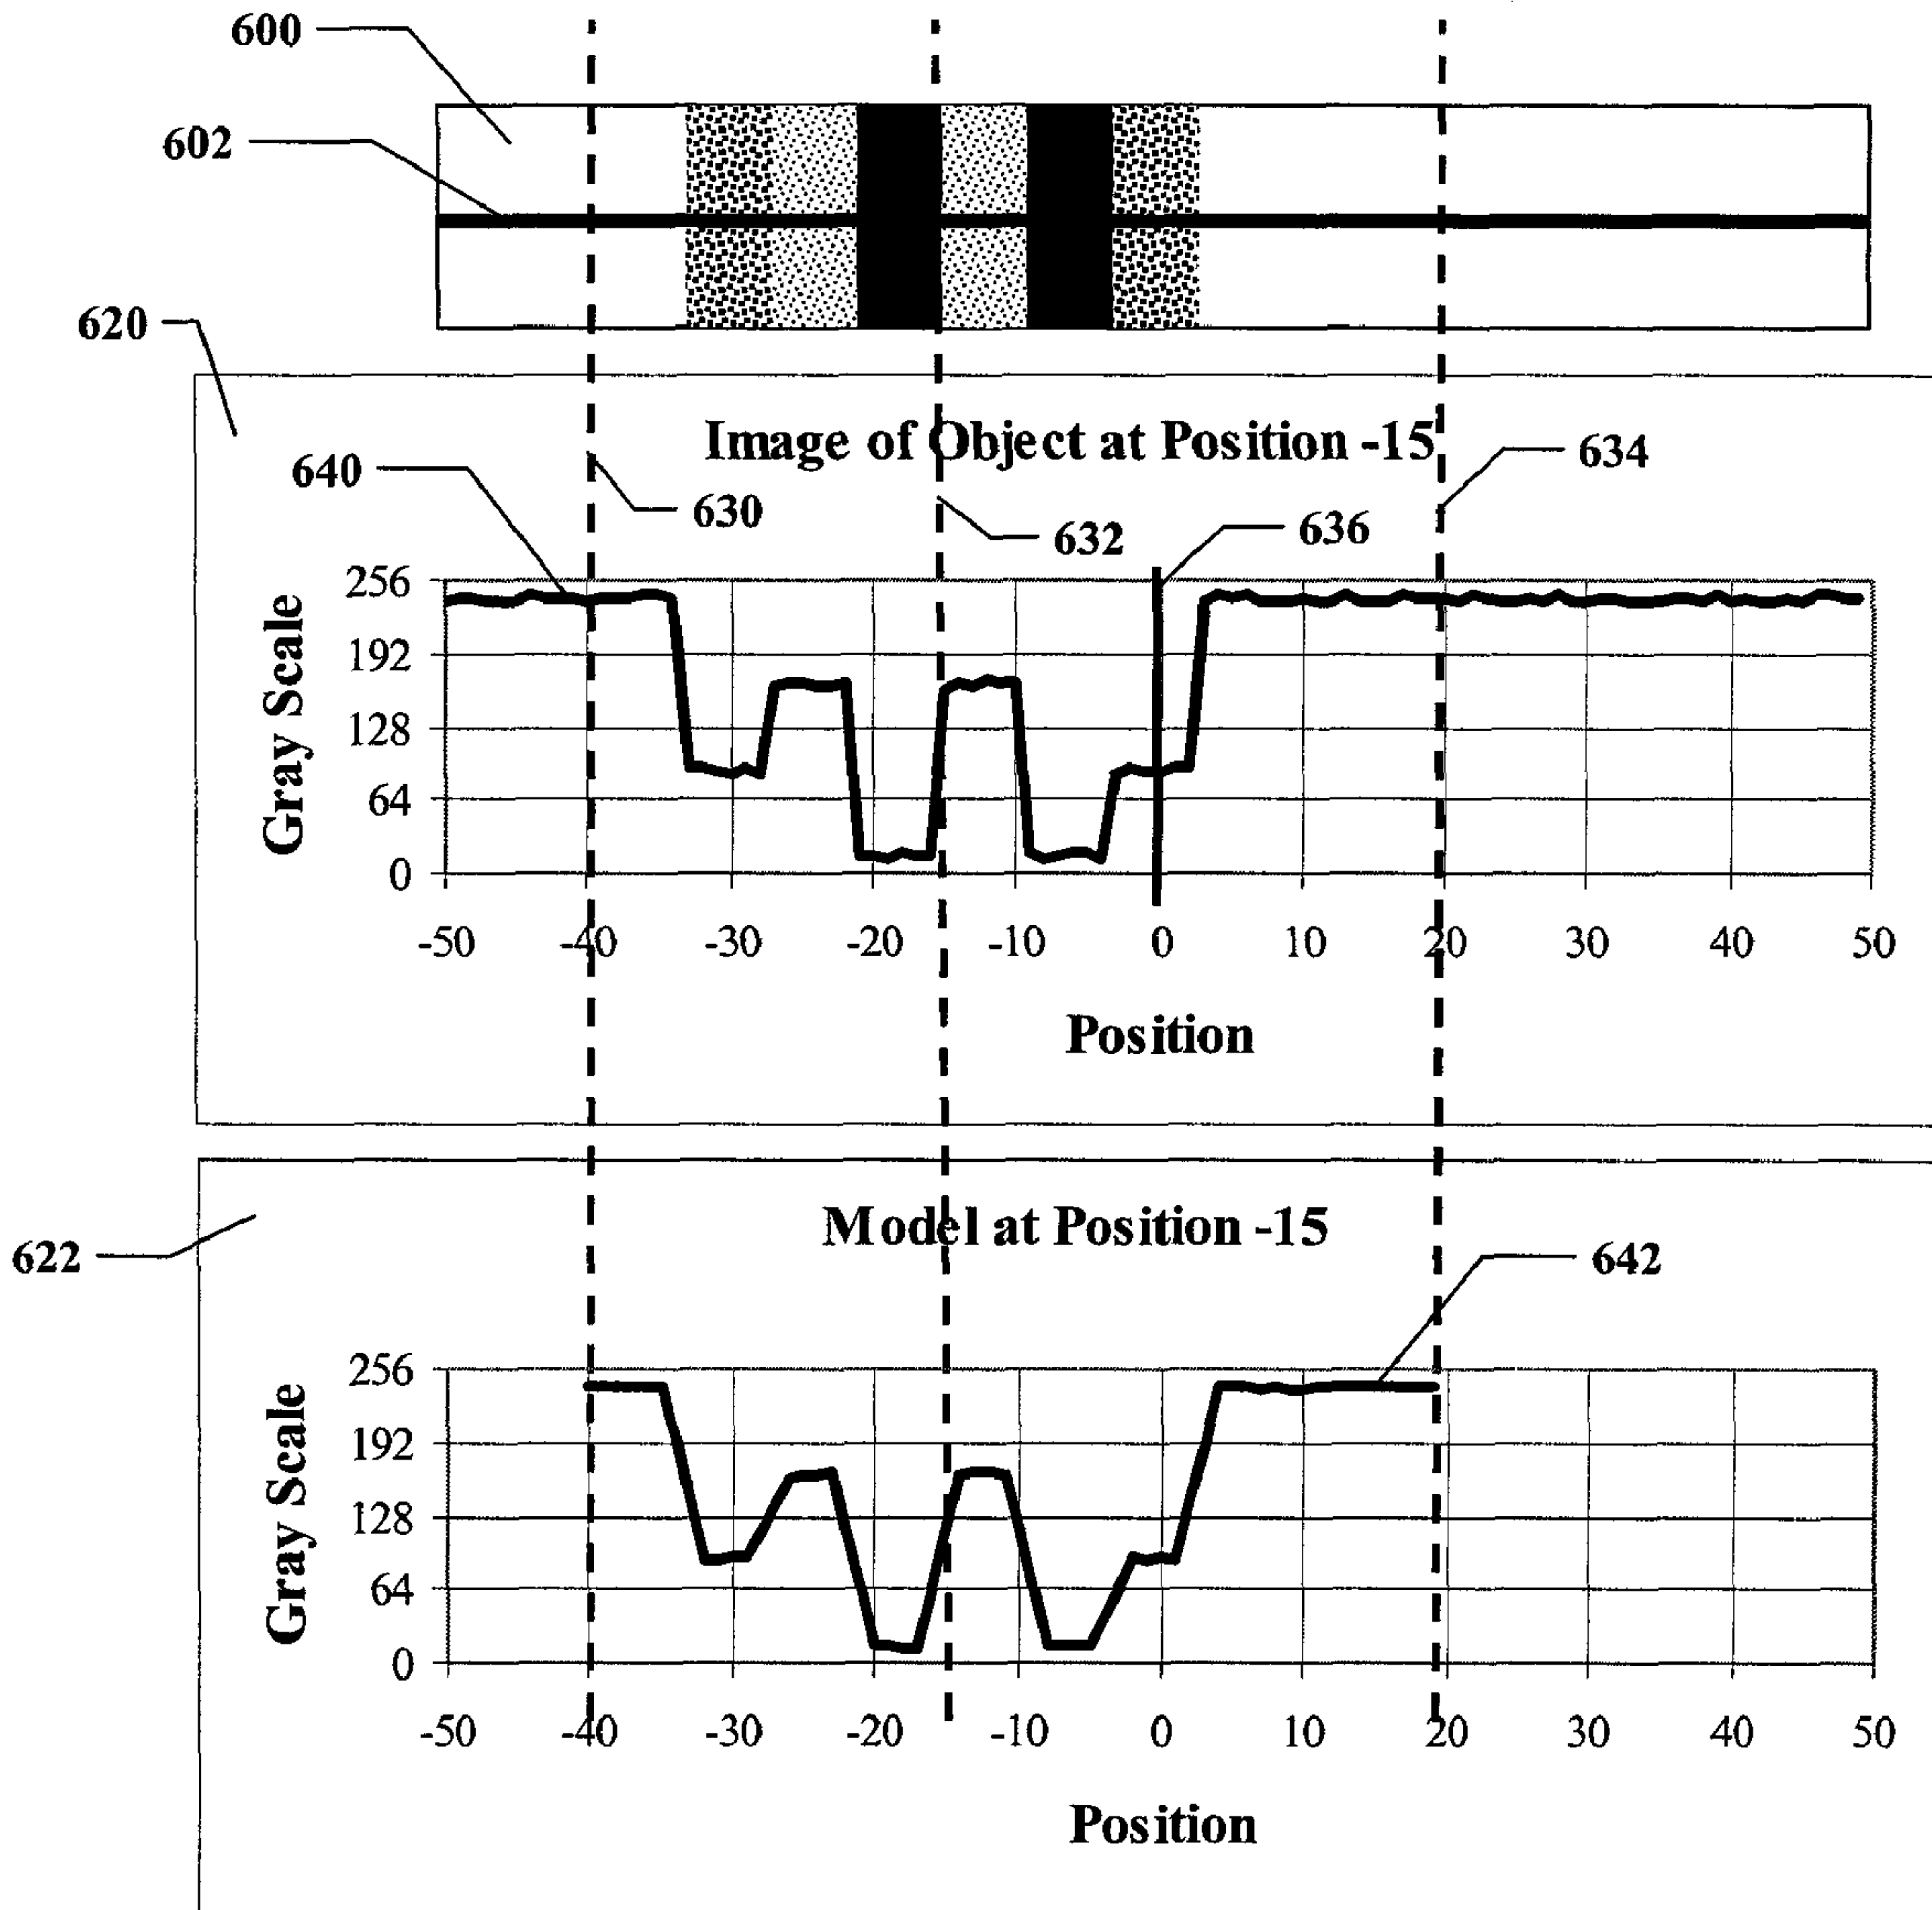 600
602
620
Image of Object at Position -15
640
634
630
632
636
Gray Scale
256
192
128
64
0
-50 -40 -30 -20 -10 0 10 20 30 40 50
Position
622
Model at Position -15
642
Gray Scale
256
192
128
64
0
-50 -40 -30 -20 -10 0 10 20 30 40 50
Position